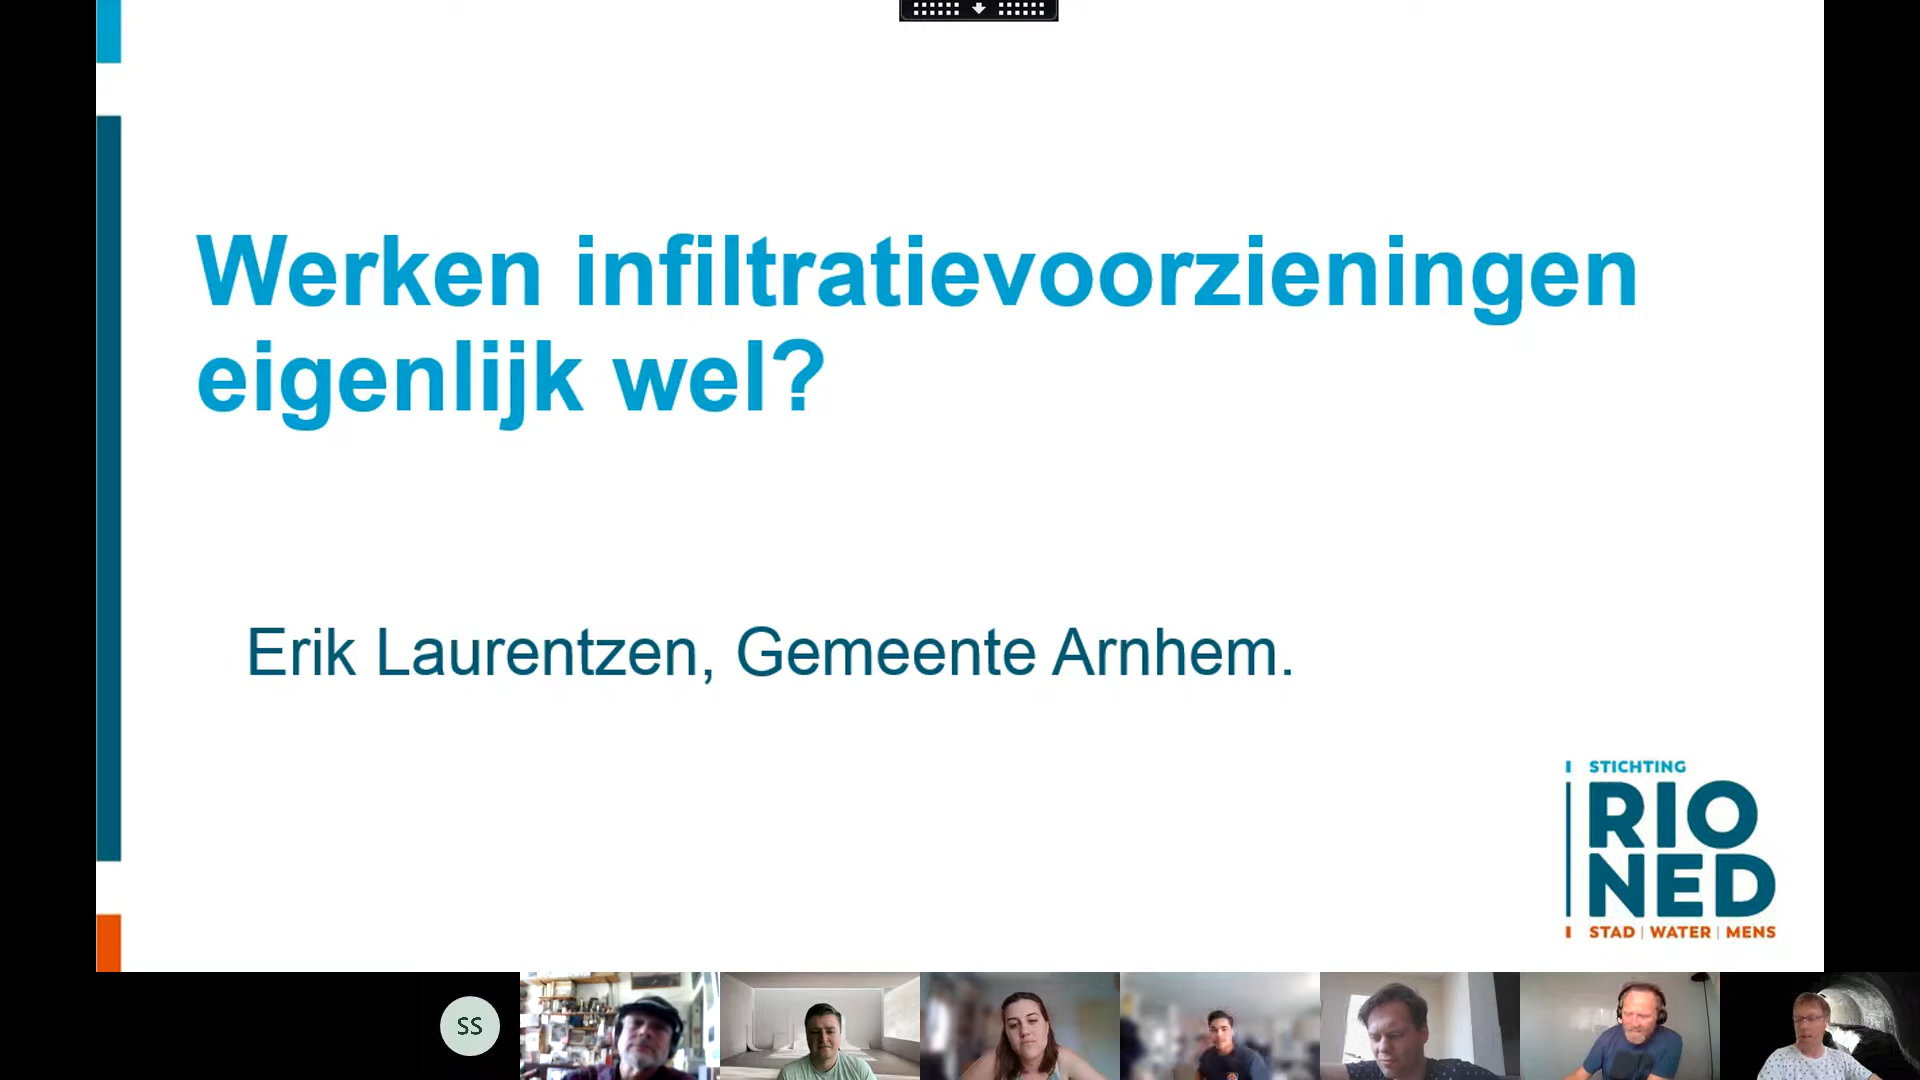 Werken infiltratievoorzieningen
eigenlijk wel?
Erik Laurentzen, Gemeente Arnhem.
STICHTING
RIO
NED
STAD | WATER | MENS
SS